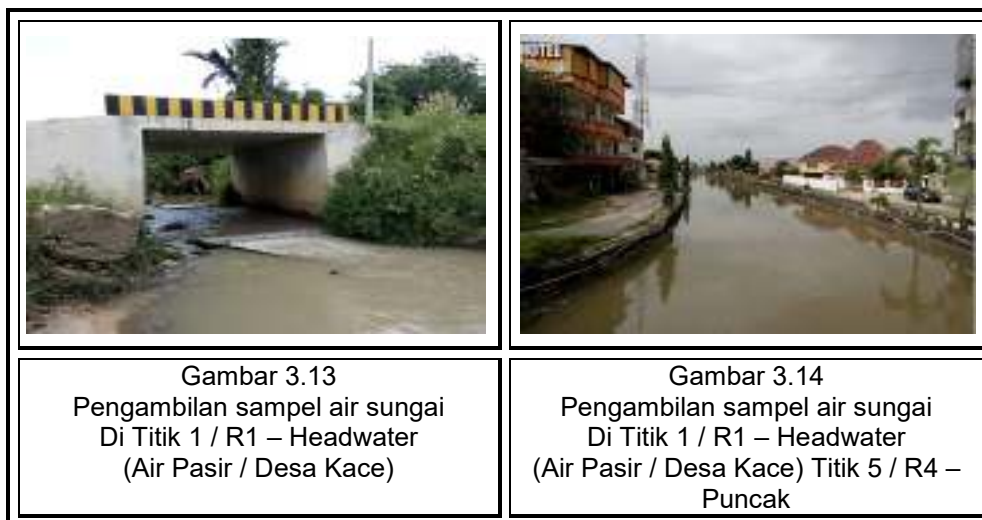 HOTEL
Gambar 3.13
Pengambilan sampel air sungai
Di Titik 1 / R1 – Headwater
(Air Pasir / Desa Kace)
Gambar 3.14
Pengambilan sampel air sungai
Di Titik 1 / R1 – Headwater
(Air Pasir / Desa Kace) Titik 5 / R4 –
Puncak